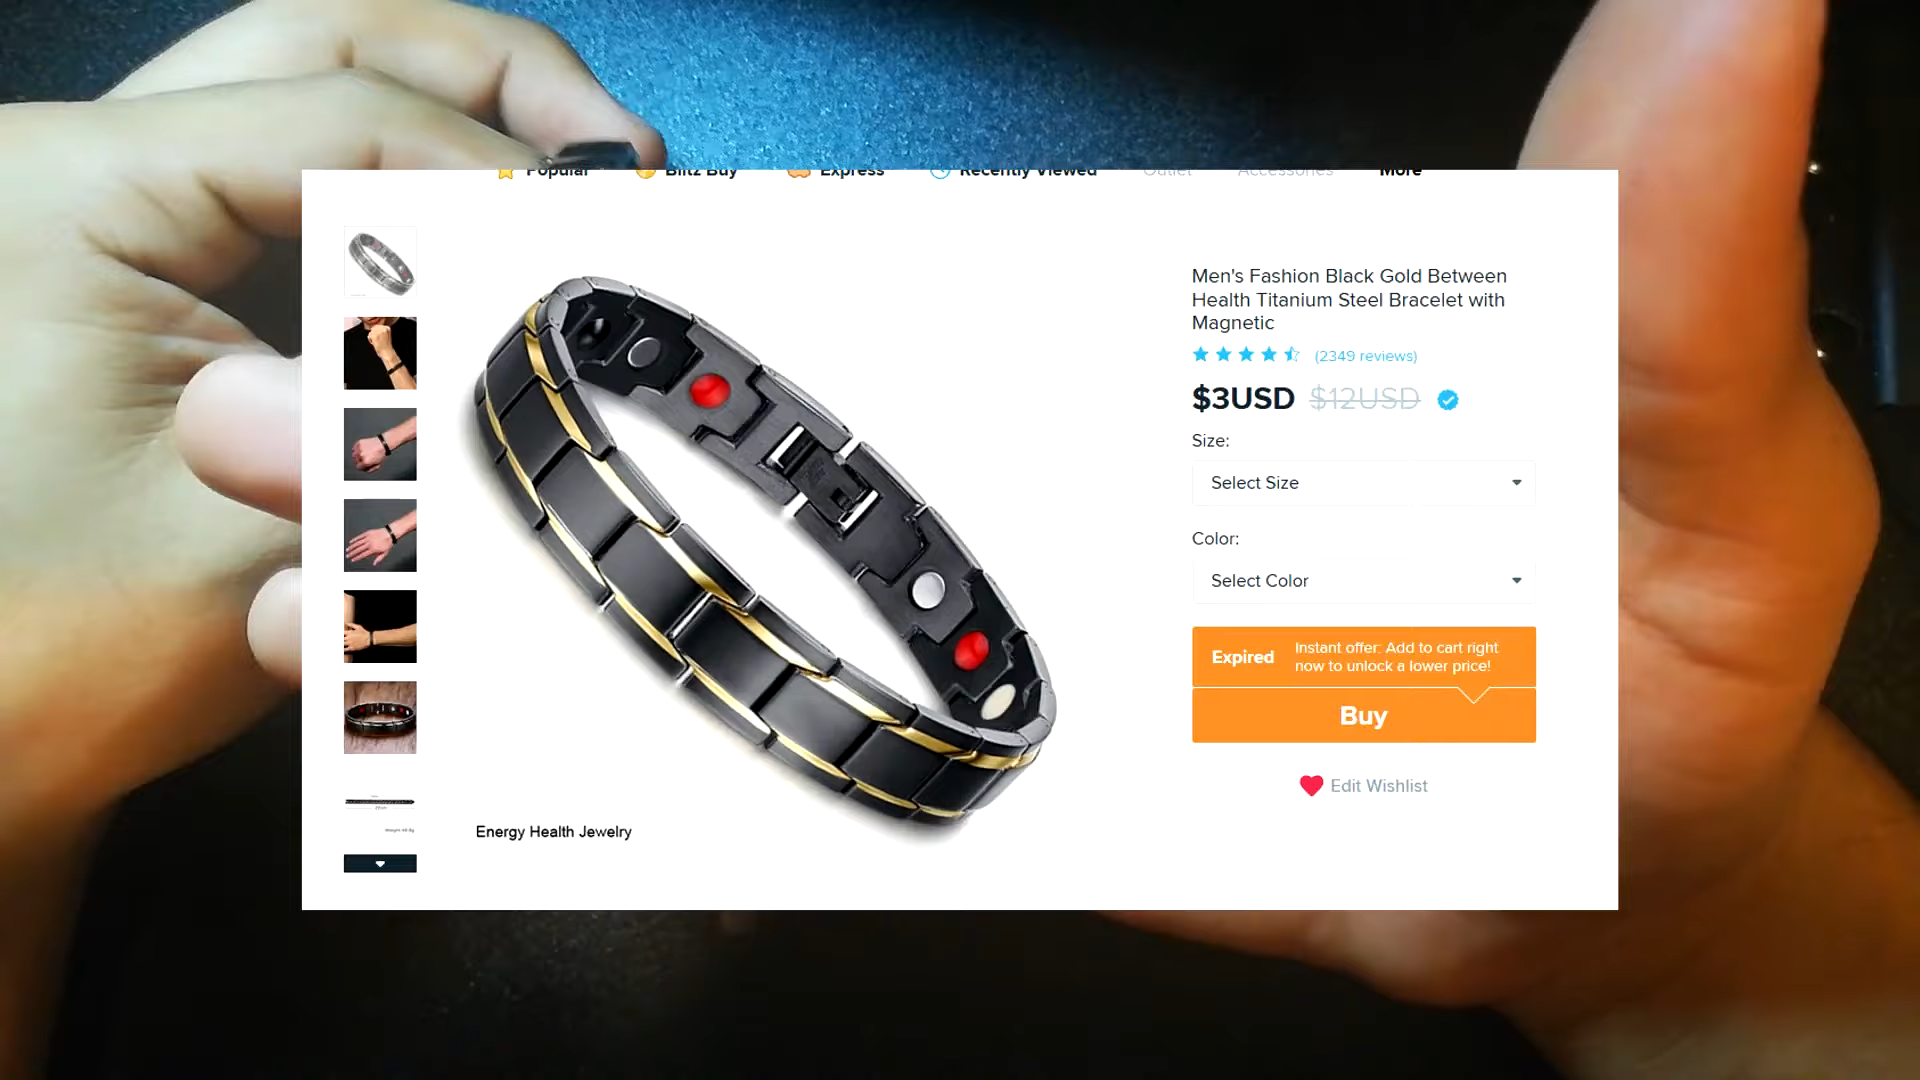 Popular Blitz Buy Express Recently Viewed Outlet Accessories More
Men's Fashion Black Gold Between
Health Titanium Steel Bracelet with
Magnetic
(2349 reviews)
$3USD $12USD
Size:
Select Size
Color:
Select Color
Expired
Instant offer: Add to cart right
now to unlock a lower price!
Buy
Edit Wishlist
Energy Health Jewelry